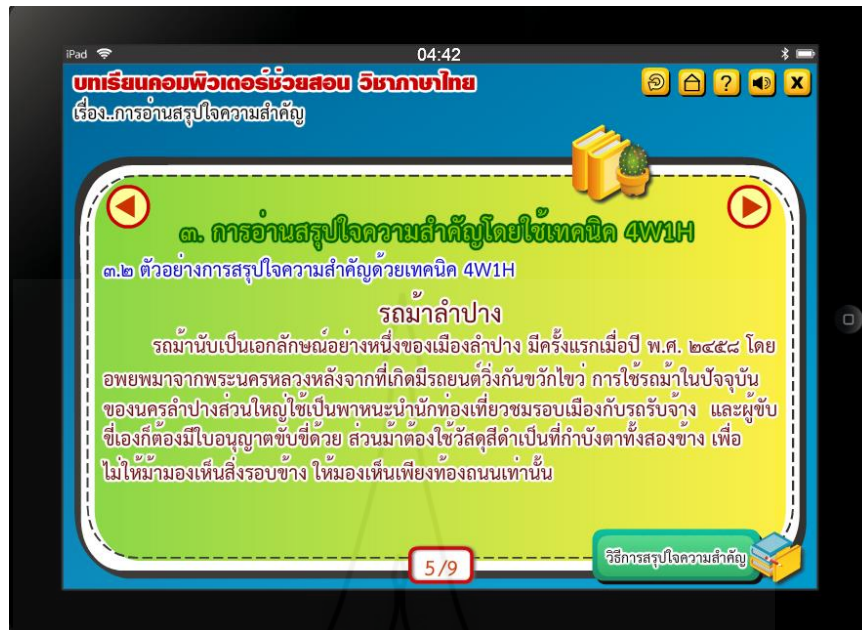 iPad 04:42
บทเรียนคอมพิวเตอร์ช่วยสอน วิชาภาษาไทย
? X
เรื่อง..การอ่านสรุปใจความสำคัญ
๓. การอ่านสรุปใจความสำคัญโดยใช้เทคนิค 4W1H
๓.๒ ตัวอย่างการสรุปใจความสำคัญด้วยเทคนิค 4W1H
รถม้าลำปาง
รถม้านับเป็นเอกลักษณ์อย่างหนึ่งของเมืองลำปาง มีครั้งแรกเมื่อปี พ.ศ. ๒๔๕๘ โดย
อพยพมาจากพระนครหลวงหลังจากที่เกิดมีรถยนต์วิ่งกันขวักไขว่ การใช้รถม้าในปัจจุบัน
ของนครลำปางส่วนใหญ่ใช้เป็นพาหนะนำนักท่องเที่ยวชมรอบเมืองกับรถรับจ้าง และผู้ขับ
ขี่เองก็ต้องมีใบอนุญาตขับขี่ด้วย ส่วนม้าต้องใช้วัสดุสีดำเป็นที่กำบังตาทั้งสองข้าง เพื่อ
ไม่ให้ม้ามองเห็นสิ่งรอบข้าง ให้มองเห็นเพียงท้องถนนเท่านั้น
5/9
วิธีการสรุปใจความสำคัญ